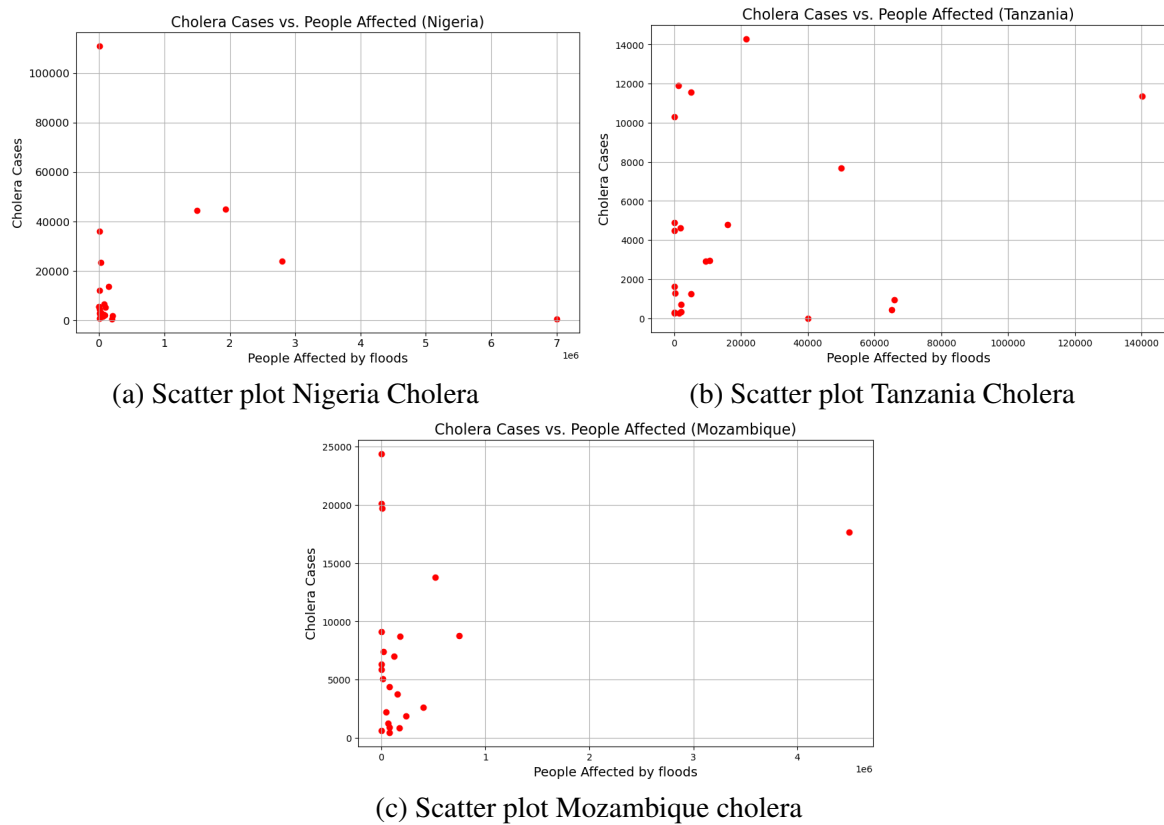 Cholera Cases vs. People Affected (Nigeria)
100000
80000
60000
40000
20000
0
Cholera Cases
0 1 2 3 4 5 6 7
1e6
People Affected by floods
(a) Scatter plot Nigeria Cholera
Cholera Cases vs. People Affected (Tanzania)
14000
12000
10000
8000
6000
4000
2000
0
Cholera Cases
0 20000 40000 60000 80000 100000 120000 140000
People Affected by floods
(b) Scatter plot Tanzania Cholera
Cholera Cases vs. People Affected (Mozambique)
25000
20000
15000
10000
5000
0
Cholera Cases
0 1 2 3 4
1e6
People Affected by floods
(c) Scatter plot Mozambique cholera